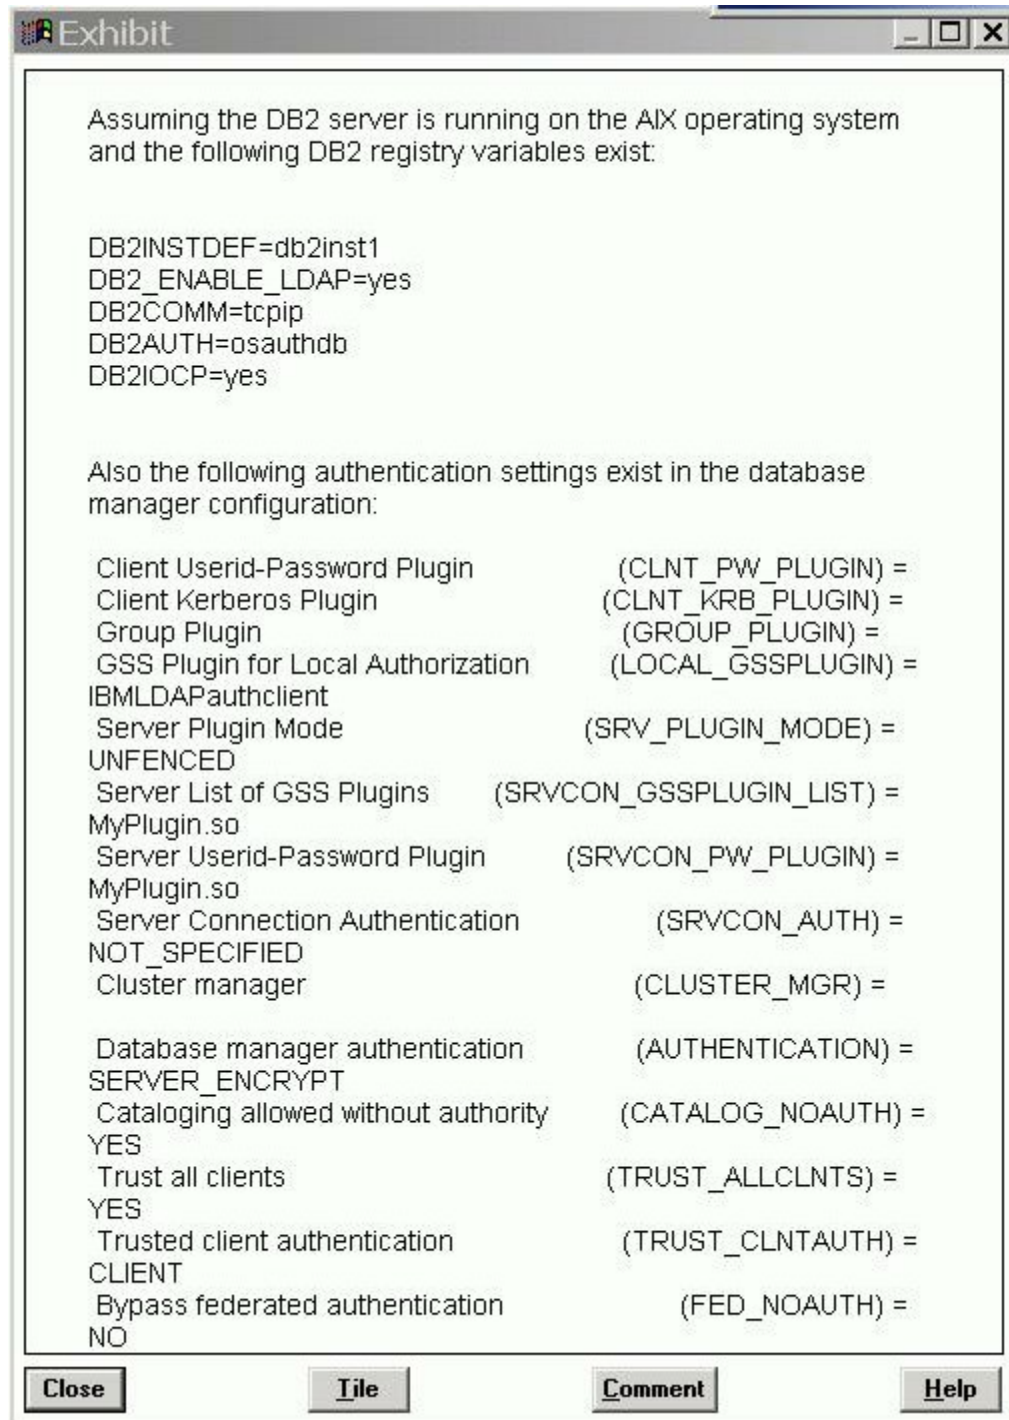 Exhibit
Assuming the DB2 server is running on the AIX operating system
and the following DB2 registry variables exist:
DB2INSTDEF=db2inst1
DB2_ENABLE_LDAP=yes
DB2COMM=tcpip
DB2AUTH=osauthdb
DB2IOCP=yes
Also the following authentication settings exist in the database
manager configuration:
Client Userid-Password Plugin (CLNT_PW_PLUGIN) =
Client Kerberos Plugin (CLNT_KRB_PLUGIN) =
Group Plugin (GROUP_PLUGIN) =
GSS Plugin for Local Authorization (LOCAL_GSSPLUGIN) =
IBMLDAPauthclient
Server Plugin Mode (SRV_PLUGIN_MODE) =
UNFENCED
Server List of GSS Plugins (SRVCON_GSSPLUGIN_LIST) =
MyPlugin.so
Server Userid-Password Plugin (SRVCON_PW_PLUGIN) =
MyPlugin.so
Server Connection Authentication (SRVCON_AUTH) =
NOT_SPECIFIED
Cluster manager (CLUSTER_MGR) =
Database manager authentication (AUTHENTICATION) =
SERVER_ENCRYPT
Cataloging allowed without authority (CATALOG_NOAUTH) =
YES
Trust all clients (TRUST_ALLCLNTS) =
YES
Trusted client authentication (TRUST_CLNTAUTH) =
CLIENT
Bypass federated authentication (FED_NOAUTH) =
NO
Close Tile Comment Help